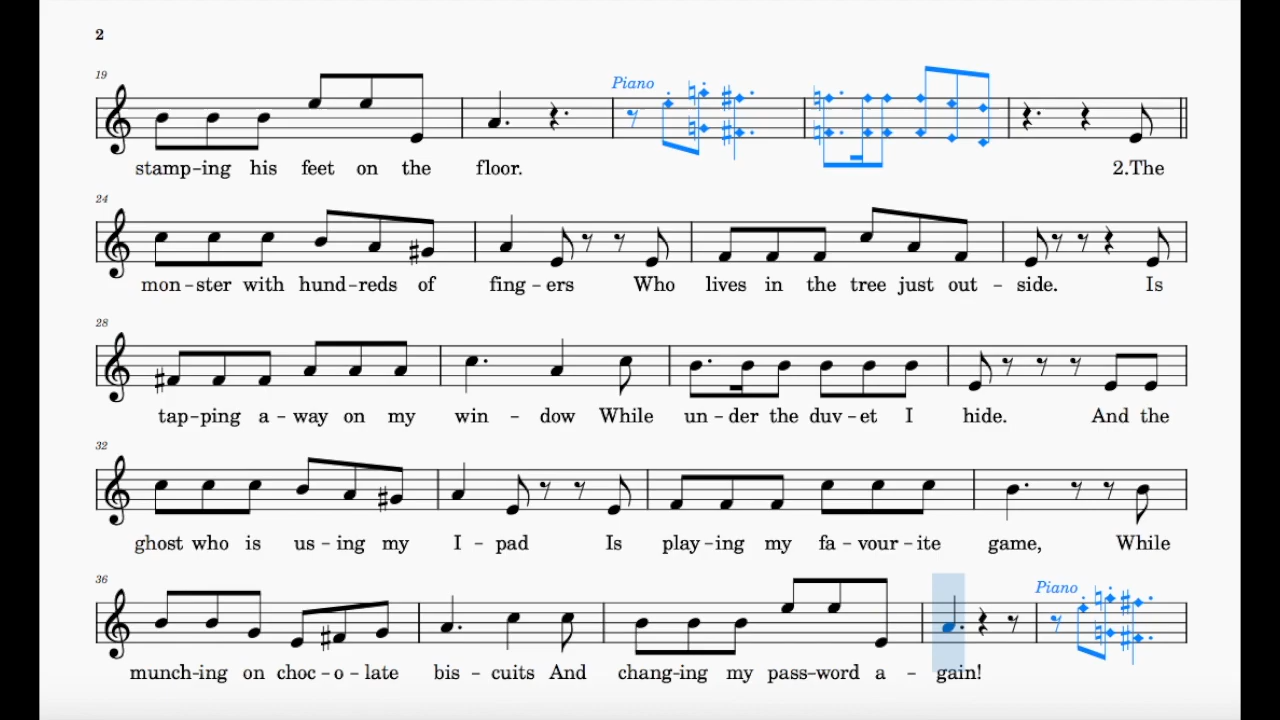 2
19
Piano
stamp-ing his feet on the floor. 2.The
24
mon-ster with hund-reds of fing-ers Who lives in the tree just out-side. Is
28
tap-ping a-way on my win-dow While un-der the duv-et I hide. And the
32
ghost who is us-ing my I-pad Is play-ing my fa-vour-ite game, While
36
Piano
munch-ing on choc-o-late bis-cuits And chang-ing my pass-word a-gain!